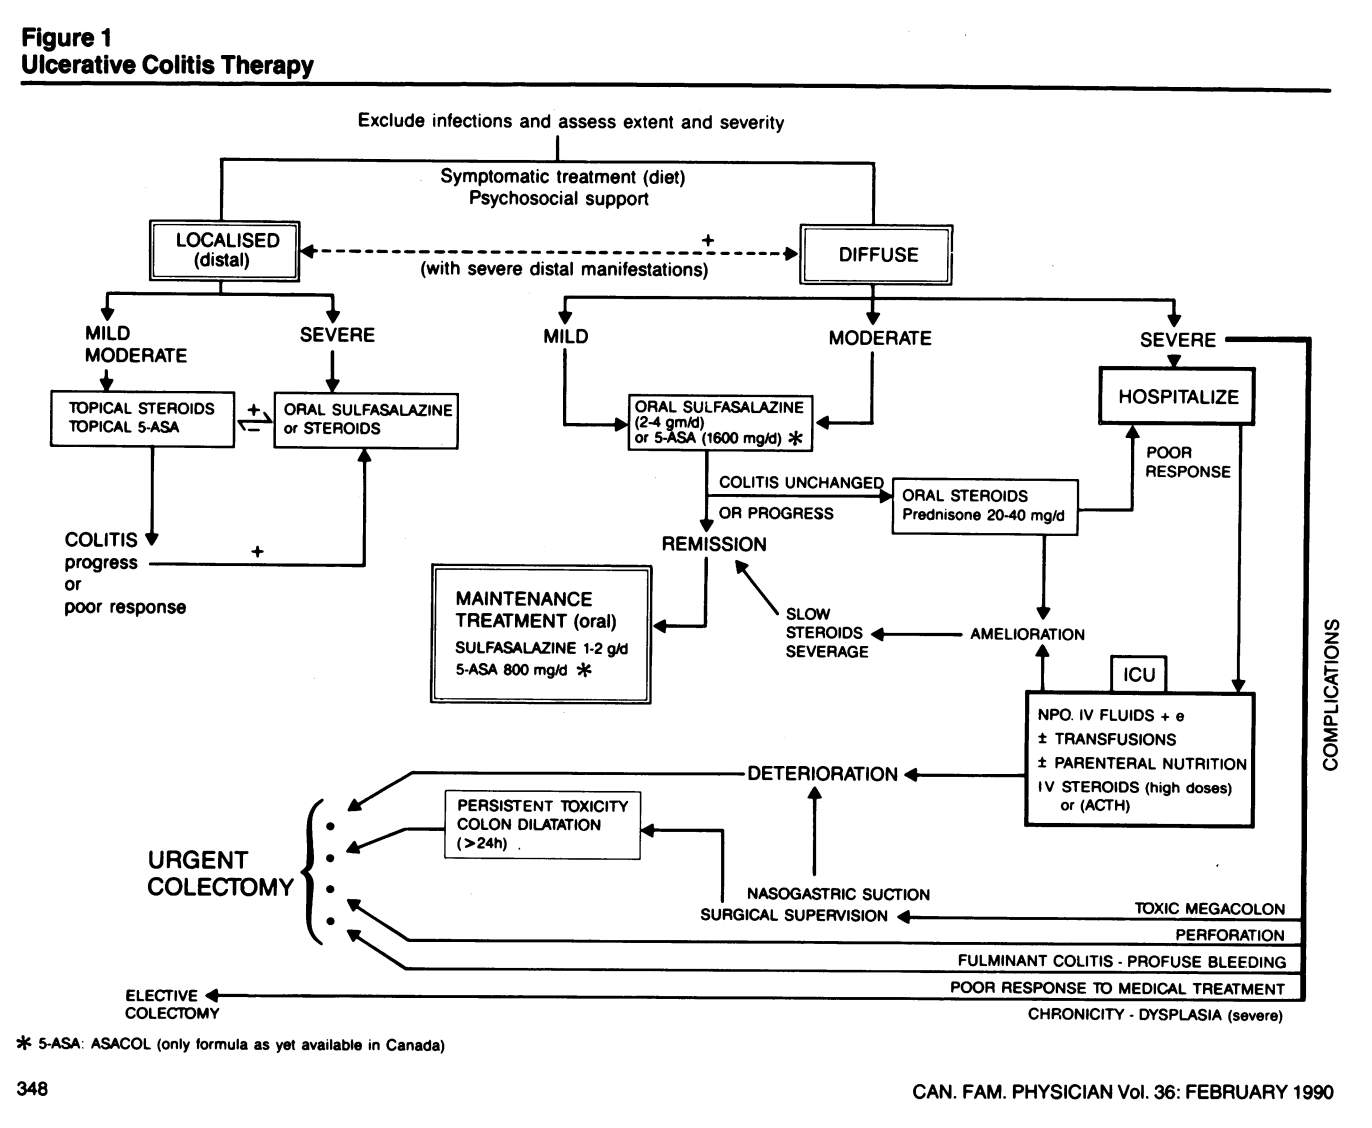 Figure 1
Ulcerative Colitis Therapy
Exclude infections and assess extent and severity
Symptomatic treatment (diet)
Psychosocial support
LOCALISED
(distal)
+
(with severe distal manifestations)
DIFFUSE
MILD
MODERATE
SEVERE
MILD
MODERATE
SEVERE
TOPICAL STEROIDS
TOPICAL 5-ASA
+
−
ORAL SULFASALAZINE
or STEROIDS
ORAL SULFASALAZINE
(2-4 gm/d)
or 5-ASA (1600 mg/d) *
HOSPITALIZE
POOR
RESPONSE
COLITIS UNCHANGED
OR PROGRESS
ORAL STEROIDS
Prednisone 20-40 mg/d
COLITIS
progress
or
poor response
+
REMISSION
MAINTENANCE
TREATMENT (oral)
SULFASALAZINE 1-2 g/d
5-ASA 800 mg/d *
SLOW
STEROIDS
SEVERAGE
AMELIORATION
ICU
NPO. IV FLUIDS + e
± TRANSFUSIONS
± PARENTERAL NUTRITION
IV STEROIDS (high doses)
or (ACTH)
COMPLICATIONS
DETERIORATION
PERSISTENT TOXICITY
COLON DILATATION
(>24h)
URGENT
COLECTOMY
NASOGASTRIC SUCTION
SURGICAL SUPERVISION
TOXIC MEGACOLON
PERFORATION
FULMINANT COLITIS - PROFUSE BLEEDING
POOR RESPONSE TO MEDICAL TREATMENT
CHRONICITY - DYSPLASIA (severe)
ELECTIVE
COLECTOMY
* 5-ASA: ASACOL (only formula as yet available in Canada)
348
CAN. FAM. PHYSICIAN Vol. 36: FEBRUARY 1990